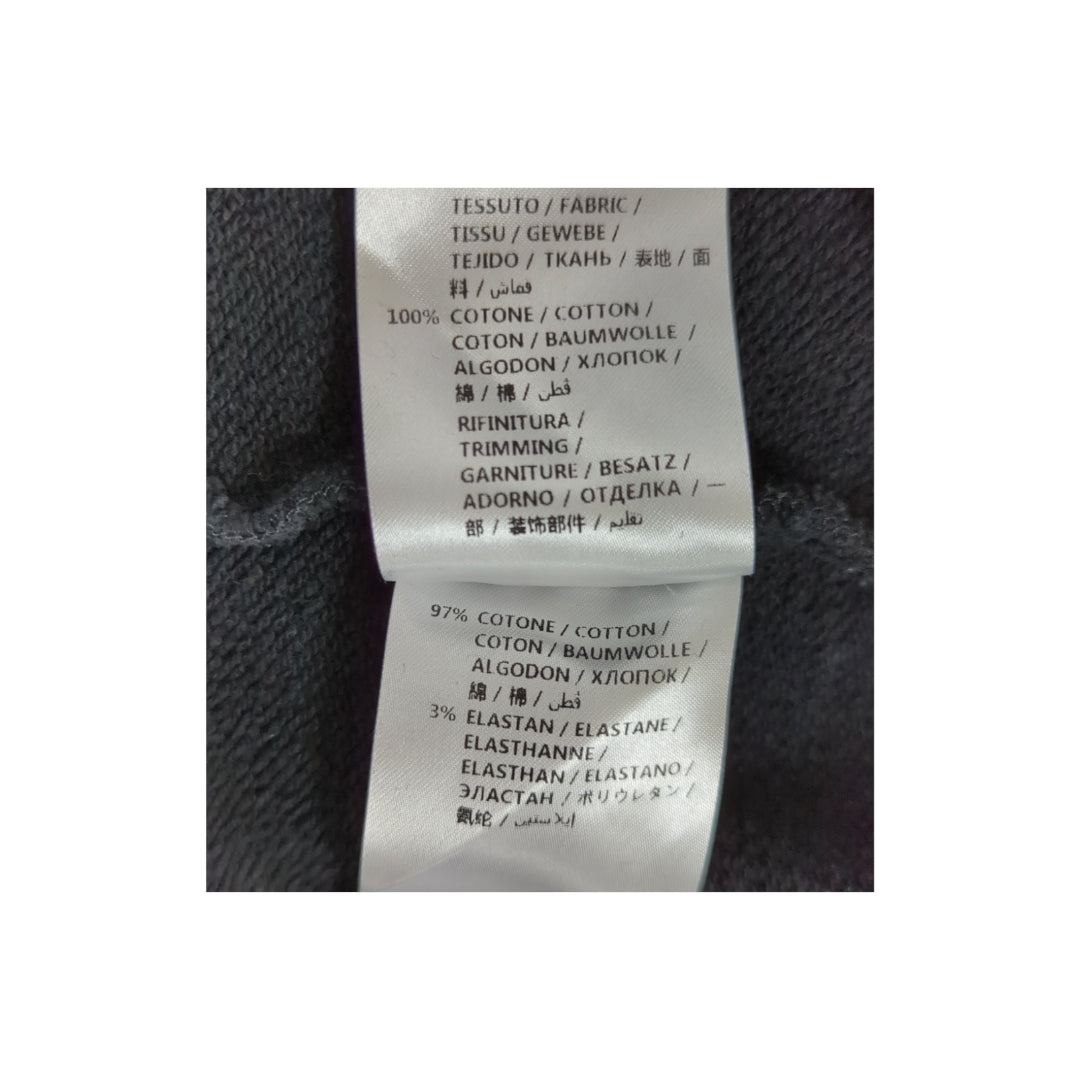 TESSUTO / FABRIC /
TISSU / GEWEBE /
TEJIDO / ТКАНЬ / 表地 / 面
料 / قماش
100% COTONE / COTTON /
COTON / BAUMWOLLE /
ALGODON / ХЛОПОК /
綿 / 棉 / قطن
RIFINITURA /
TRIMMING /
GARNITURE / BESATZ /
ADORNO / ОТДЕЛКА / 一
部 / 装饰部件 / تقليم
97% COTONE / COTTON /
COTON / BAUMWOLLE /
ALGODON / ХЛОПОК /
綿 / 棉 / قطن
3% ELASTAN / ELASTANE /
ELASTHANNE /
ELASTHAN / ELASTANO /
ЭЛАСТАН / ポリウレタン /
氨纶 /